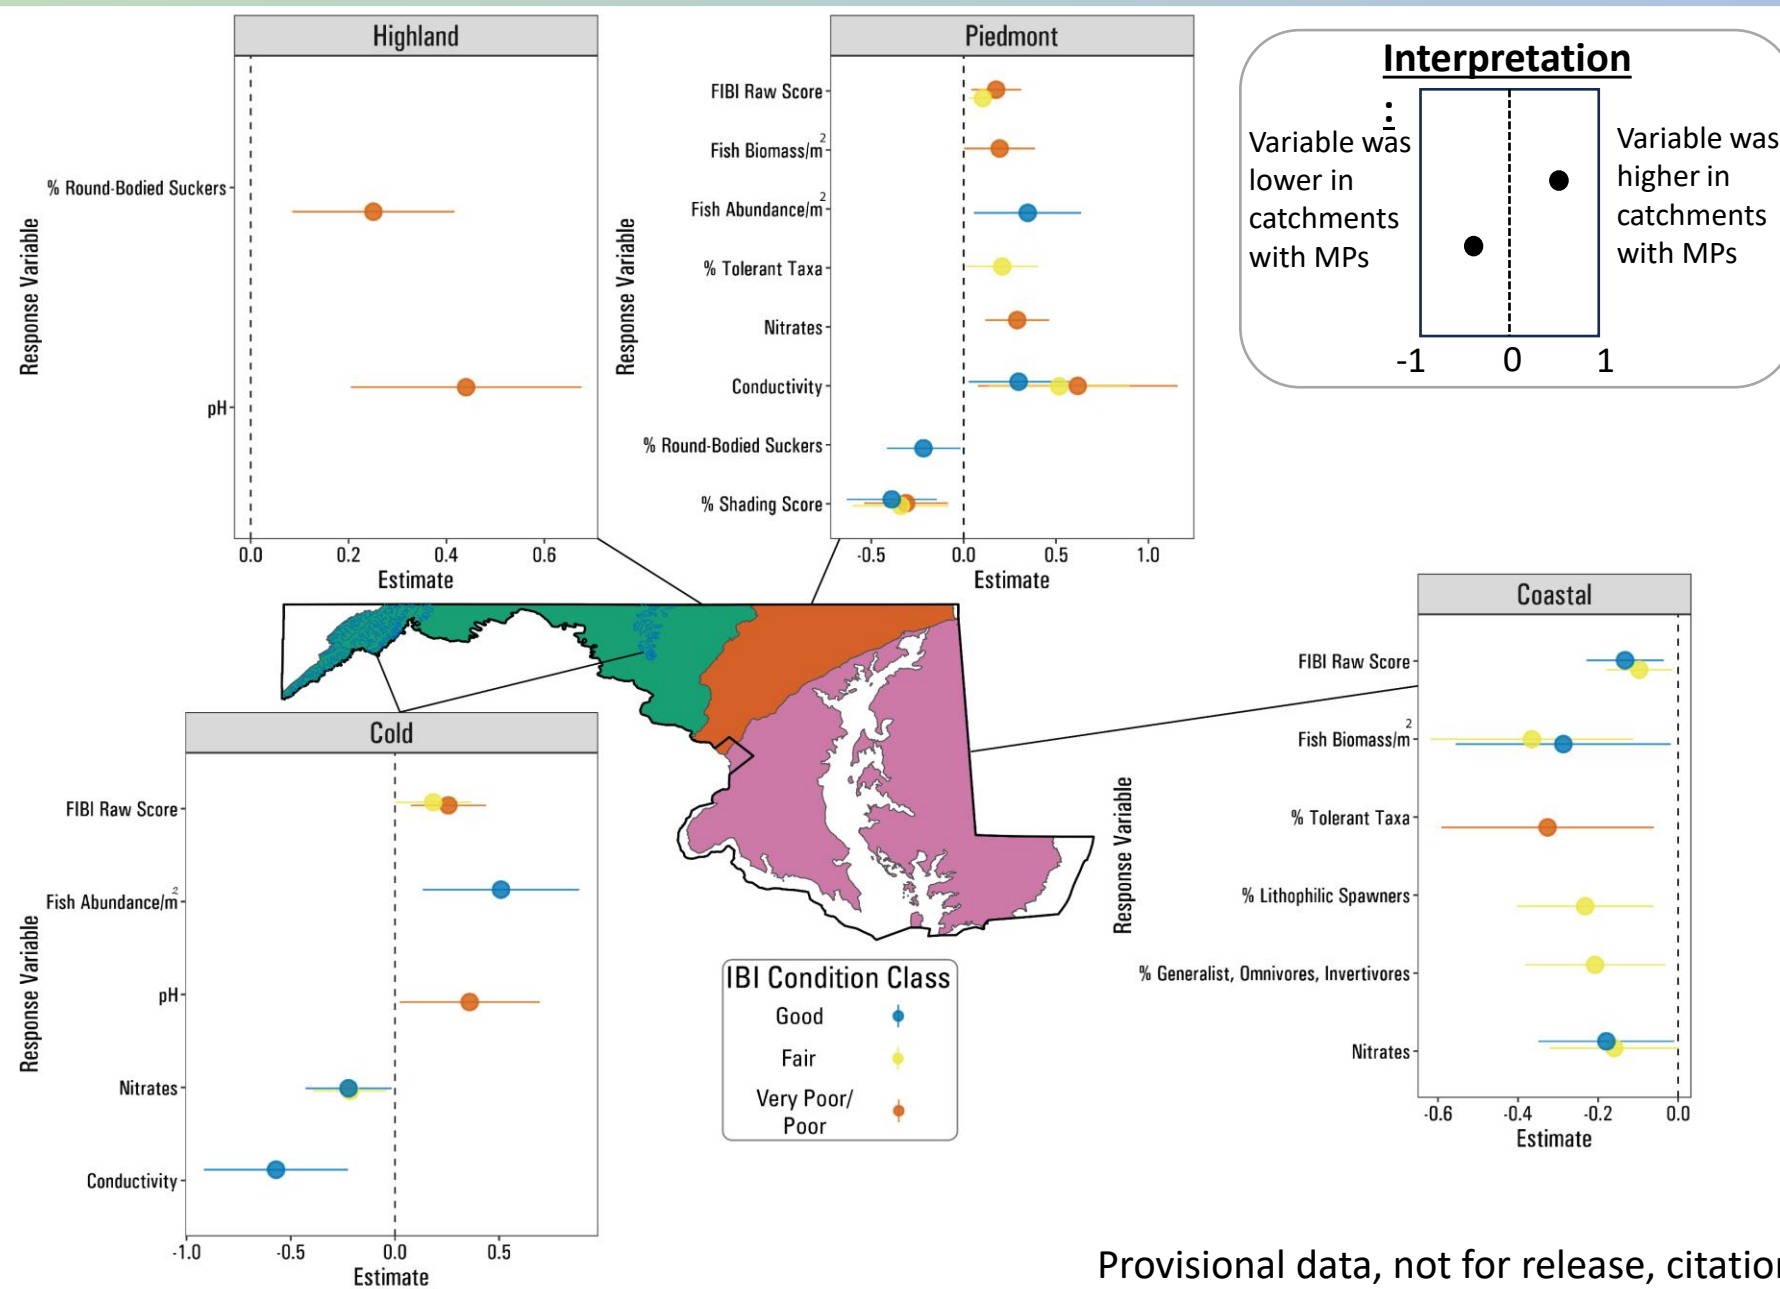 Highland
Response Variable
% Round-Bodied Suckers
pH
0.0 0.2 0.4 0.6
Estimate
Piedmont
Response Variable
FIBI Raw Score
Fish Biomass/m2
Fish Abundance/m2
% Tolerant Taxa
Nitrates
Conductivity
% Round-Bodied Suckers
% Shading Score
-0.5 0.0 0.5 1.0
Estimate
Interpretation
:
Variable was
lower in
catchments
with MPs
Variable was
higher in
catchments
with MPs
-1 0 1
Cold
Response Variable
FIBI Raw Score
Fish Abundance/m2
pH
Nitrates
Conductivity
-1.0 -0.5 0.0 0.5
Estimate
IBI Condition Class
Good
Fair
Very Poor/
Poor
Coastal
Response Variable
FIBI Raw Score
Fish Biomass/m2
% Tolerant Taxa
% Lithophilic Spawners
% Generalist, Omnivores, Invertivores
Nitrates
-0.6 -0.4 -0.2 0.0
Estimate
Provisional data, not for release, citation